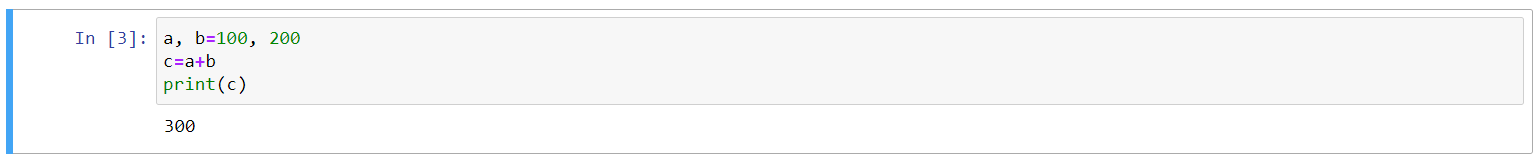 In [3]: a, b=100, 200
c=a+b
print(c)
300